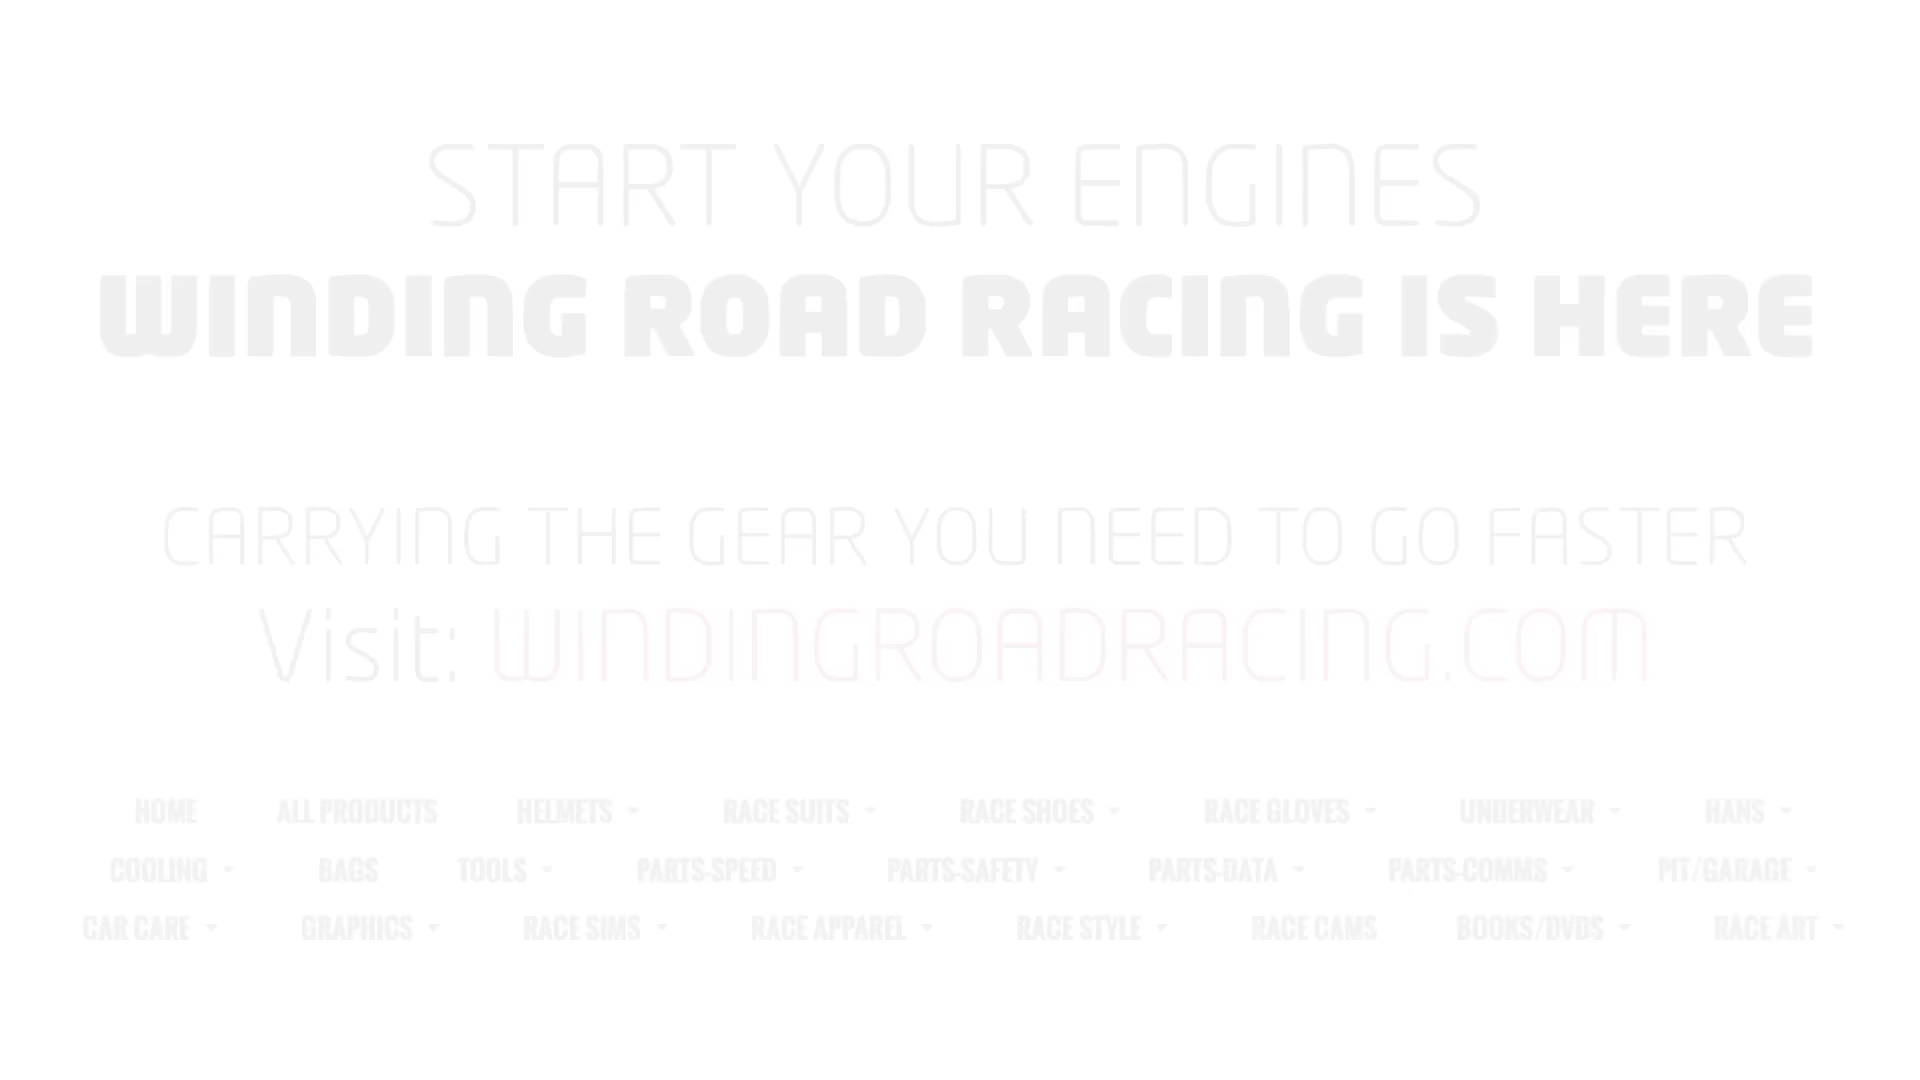 START YOUR ENGINES
WINDING ROAD RACING IS HERE
CARRYING THE GEAR YOU NEED TO GO FASTER
Visit: WINDINGROADRACING.COM
HOME ALL PRODUCTS HELMETS RACE SUITS RACE SHOES RACE GLOVES UNDERWEAR HANS
COOLING BAGS TOOLS PARTS-SPEED PARTS-SAFETY PARTS-DATA PARTS-COMMS PIT/GARAGE
CAR CARE GRAPHICS RACE SIMS RACE APPAREL RACE STYLE RACE CAMS BOOKS/DVDS RACE ART